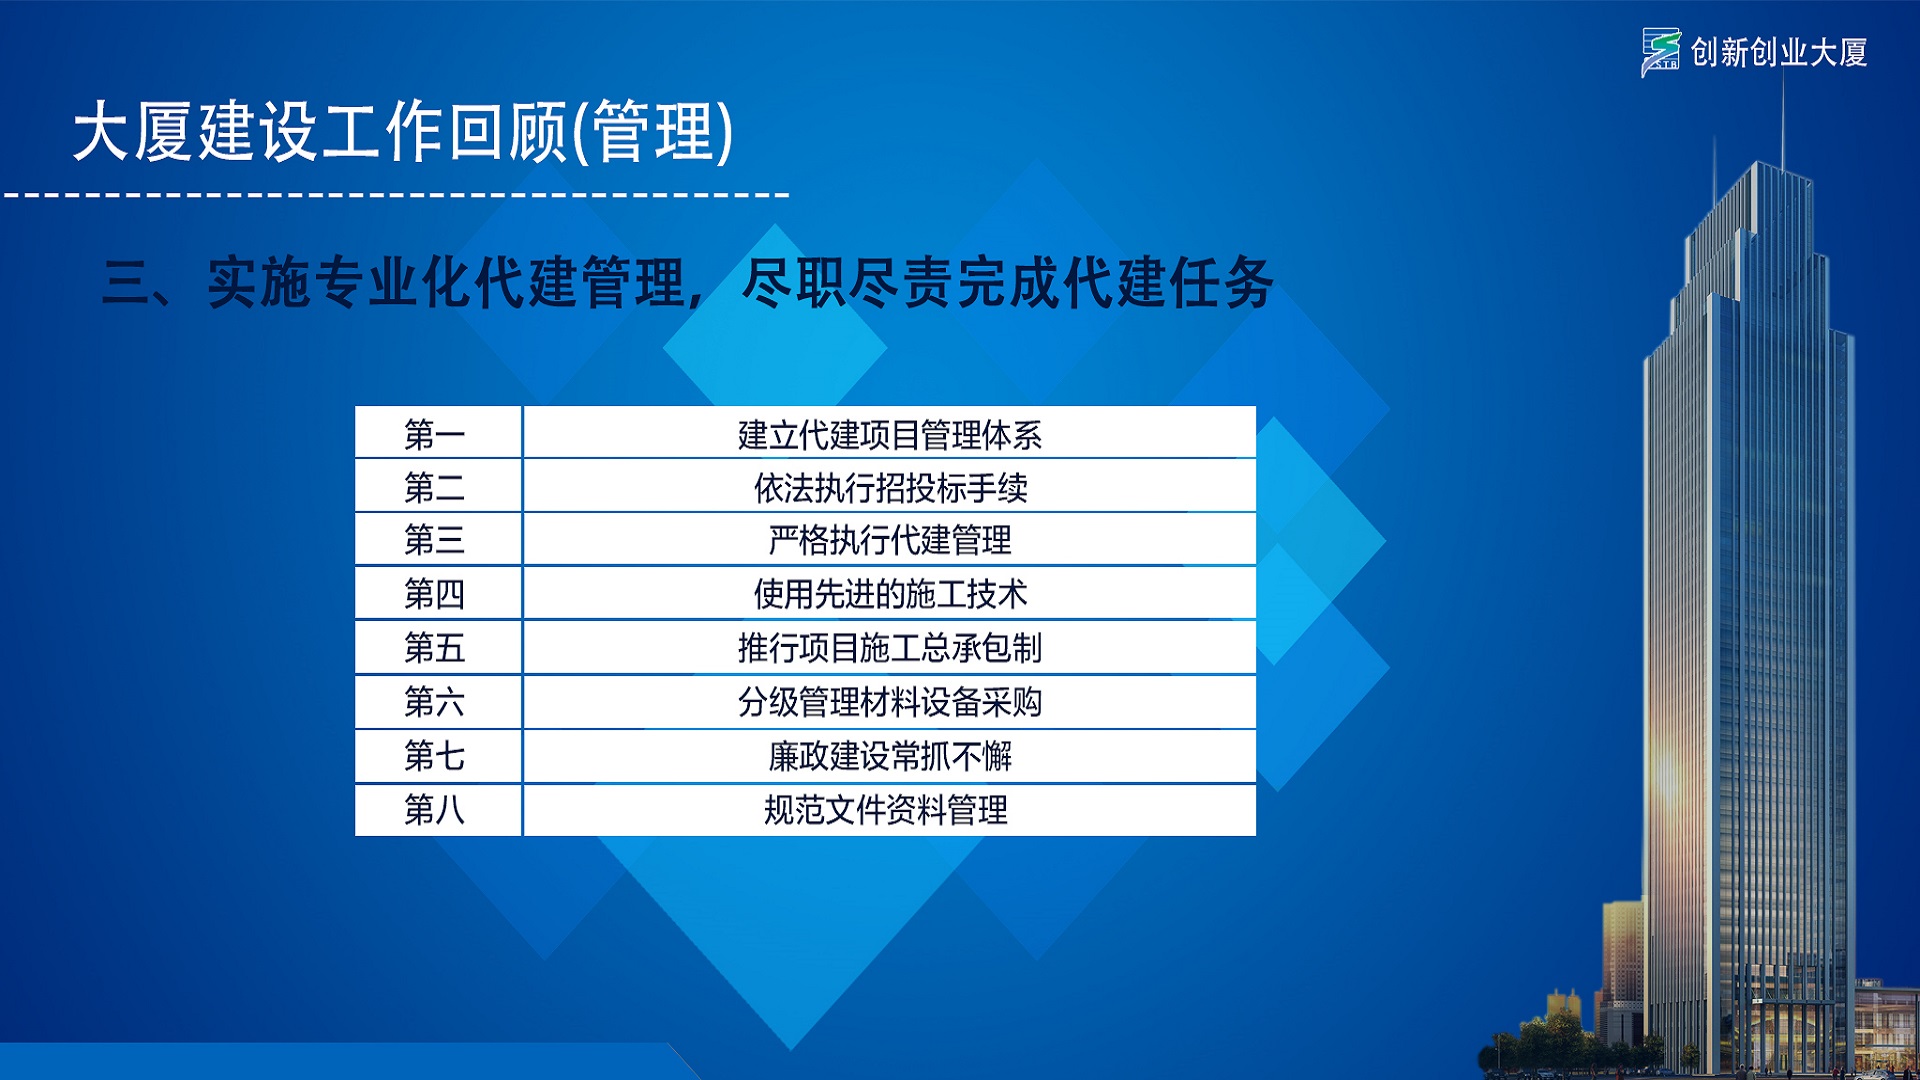 STB 创新创业大厦
大厦建设工作回顾(管理)
三、实施专业化代建管理，尽职尽责完成代建任务
第一 建立代建项目管理体系
第二 依法执行招投标手续
第三 严格执行代建管理
第四 使用先进的施工技术
第五 推行项目施工总承包制
第六 分级管理材料设备采购
第七 廉政建设常抓不懈
第八 规范文件资料管理